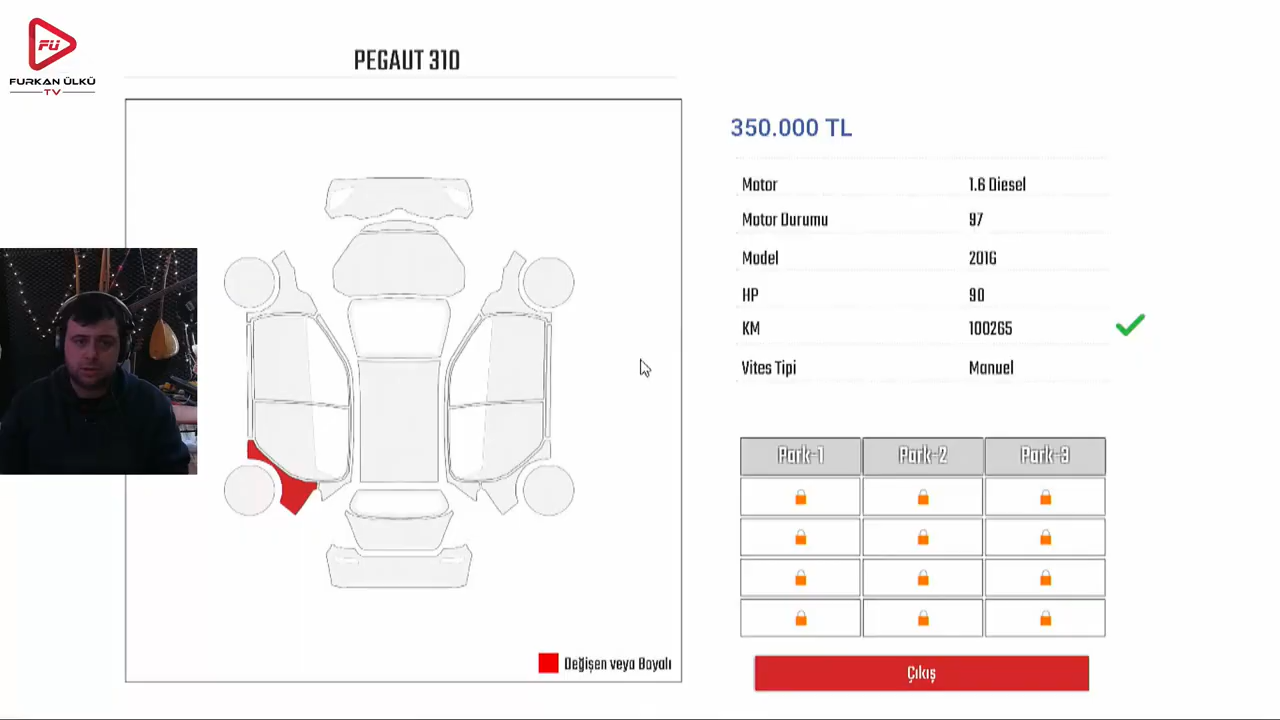 FU
FURKAN ÜLKÜ
TV
PEGAUT 310
350.000 TL
Motor 1.6 Diesel
Motor Durumu 97
Model 2016
HP 90
KM 100265
Vites Tipi Manuel
Park-1 Park-2 Park-3
Değişen veya Boyalı
Çıkış